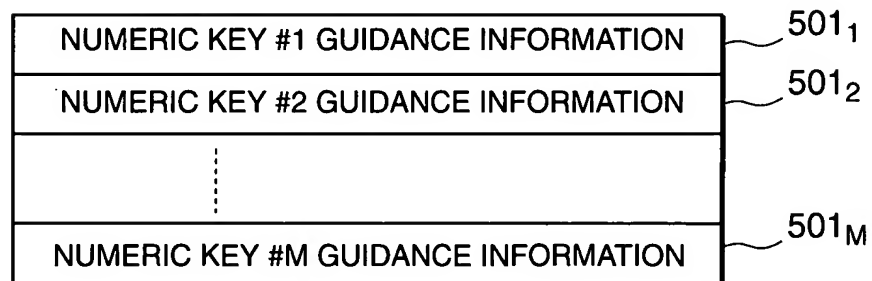 NUMERIC KEY #1 GUIDANCE INFORMATION 501₁
NUMERIC KEY #2 GUIDANCE INFORMATION 501₂
NUMERIC KEY #M GUIDANCE INFORMATION 501M